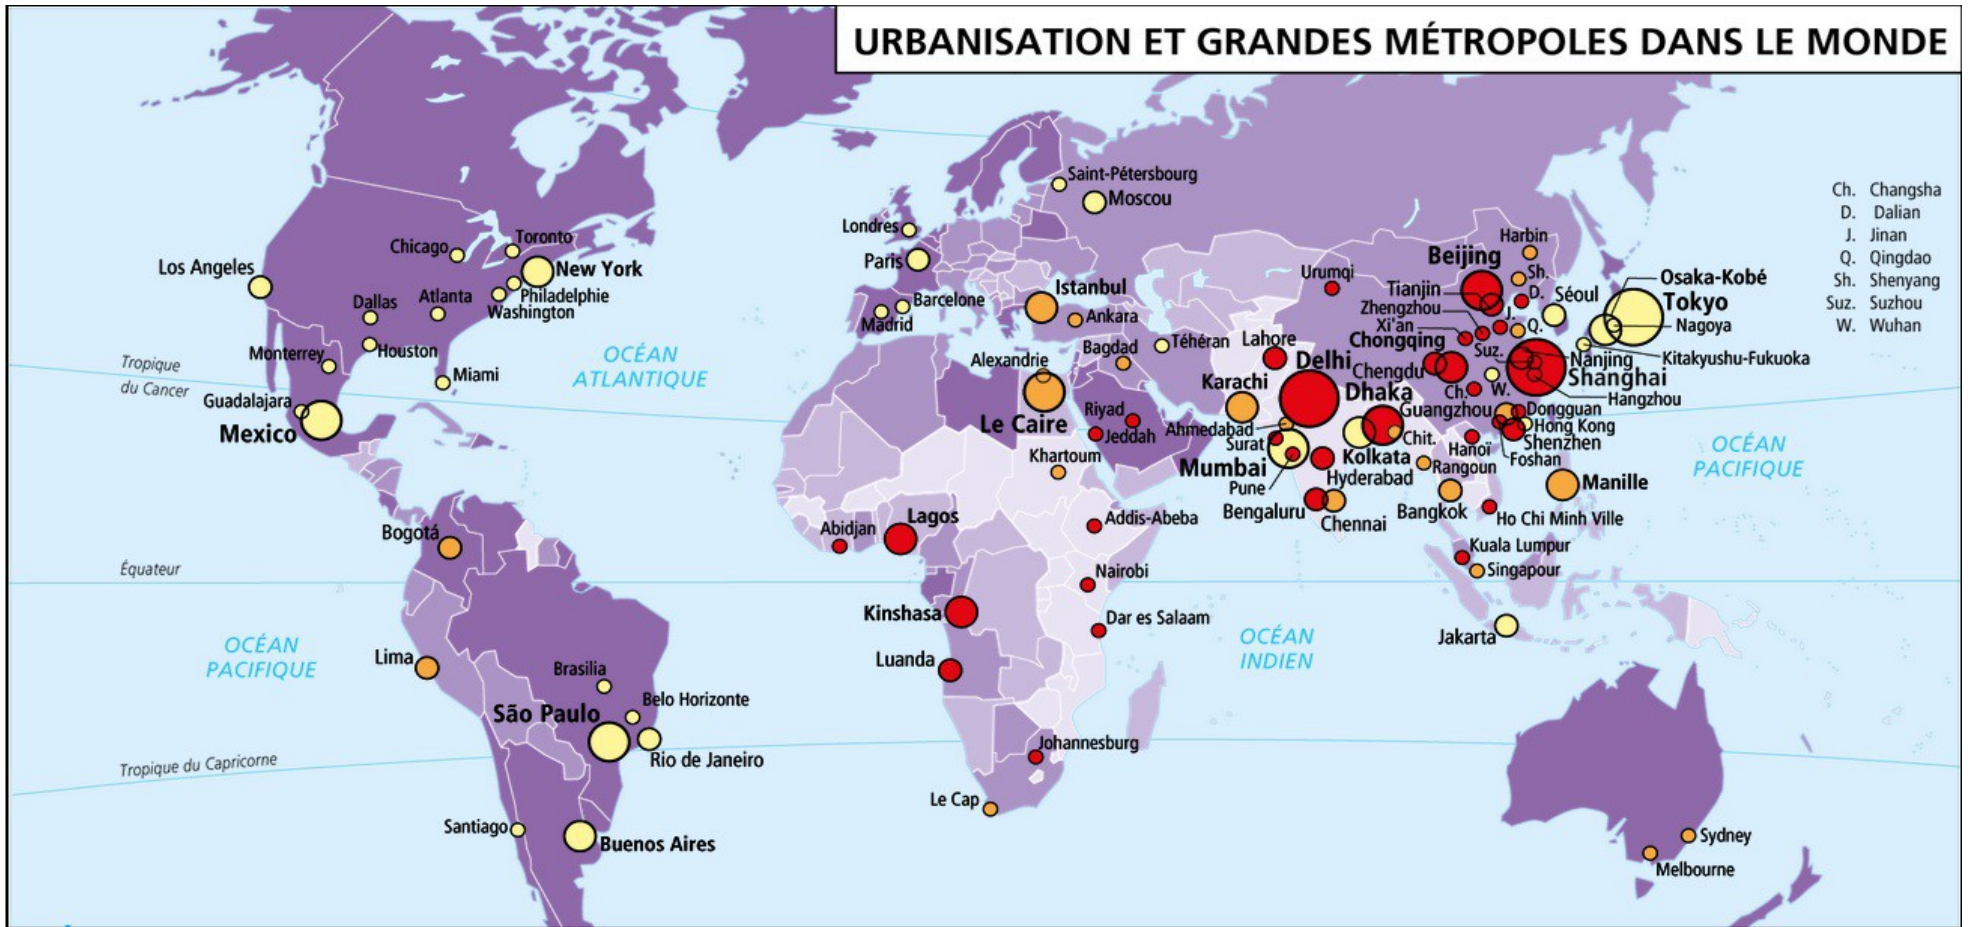 URBANISATION ET GRANDES MÉTROPOLES DANS LE MONDE
Ch. Changsha
D. Dalian
J. Jinan
Q. Qingdao
Sh. Shenyang
Suz. Suzhou
W. Wuhan
Saint-Pétersbourg
Moscou
Londres
Paris
Barcelone
Madrid
Istanbul
Ankara
Toronto
Chicago
New York
Los Angeles
Philadelphie
Washington
Dallas
Atlanta
Houston
Monterrey
Miami
Guadalajara
Mexico
Tropique
du Cancer
OCÉAN
ATLANTIQUE
Harbin
Beijing
Urumqi
Sh.
Tianjin
D.
Séoul
Osaka-Kobé
Tokyo
Nagoya
Zhengzhou
J.
Q.
Xi'an
Chongqing
Suz.
Nanjing
Kitakyushu-Fukuoka
Chengdu
Shanghai
W.
Ch.
Hangzhou
Téhéran
Bagdad
Lahore
Delhi
Alexandrie
Karachi
Dhaka
Le Caire
Riyad
Jeddah
Ahmedabad
Surat
Guangzhou
Dongguan
Hong Kong
Shenzhen
Foshan
Chit.
Hanoï
Khartoum
Mumbai
Kolkata
Rangoun
Hyderabad
Pune
Manille
Bengaluru
Chennai
Bangkok
Ho Chi Minh Ville
OCÉAN
PACIFIQUE
Abidjan
Lagos
Addis-Abeba
Bogotá
Kuala Lumpur
Singapour
Équateur
Nairobi
Kinshasa
Dar es Salaam
OCÉAN
INDIEN
Jakarta
OCÉAN
PACIFIQUE
Lima
Luanda
Brasilia
Belo Horizonte
São Paulo
Rio de Janeiro
Johannesburg
Tropique du Capricorne
Le Cap
Santiago
Buenos Aires
Sydney
Melbourne